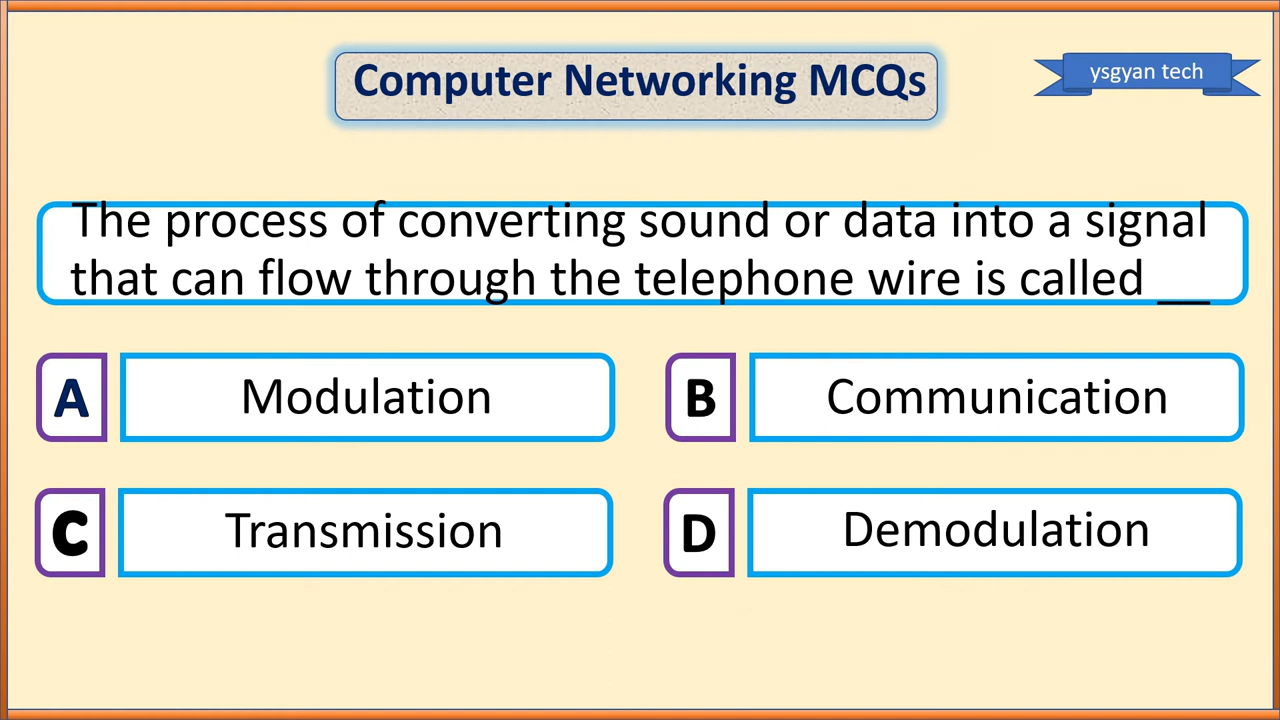 Computer Networking MCQs
ysgyan tech
The process of converting sound or data into a signal
that can flow through the telephone wire is called __
A Modulation
B Communication
C Transmission
D Demodulation